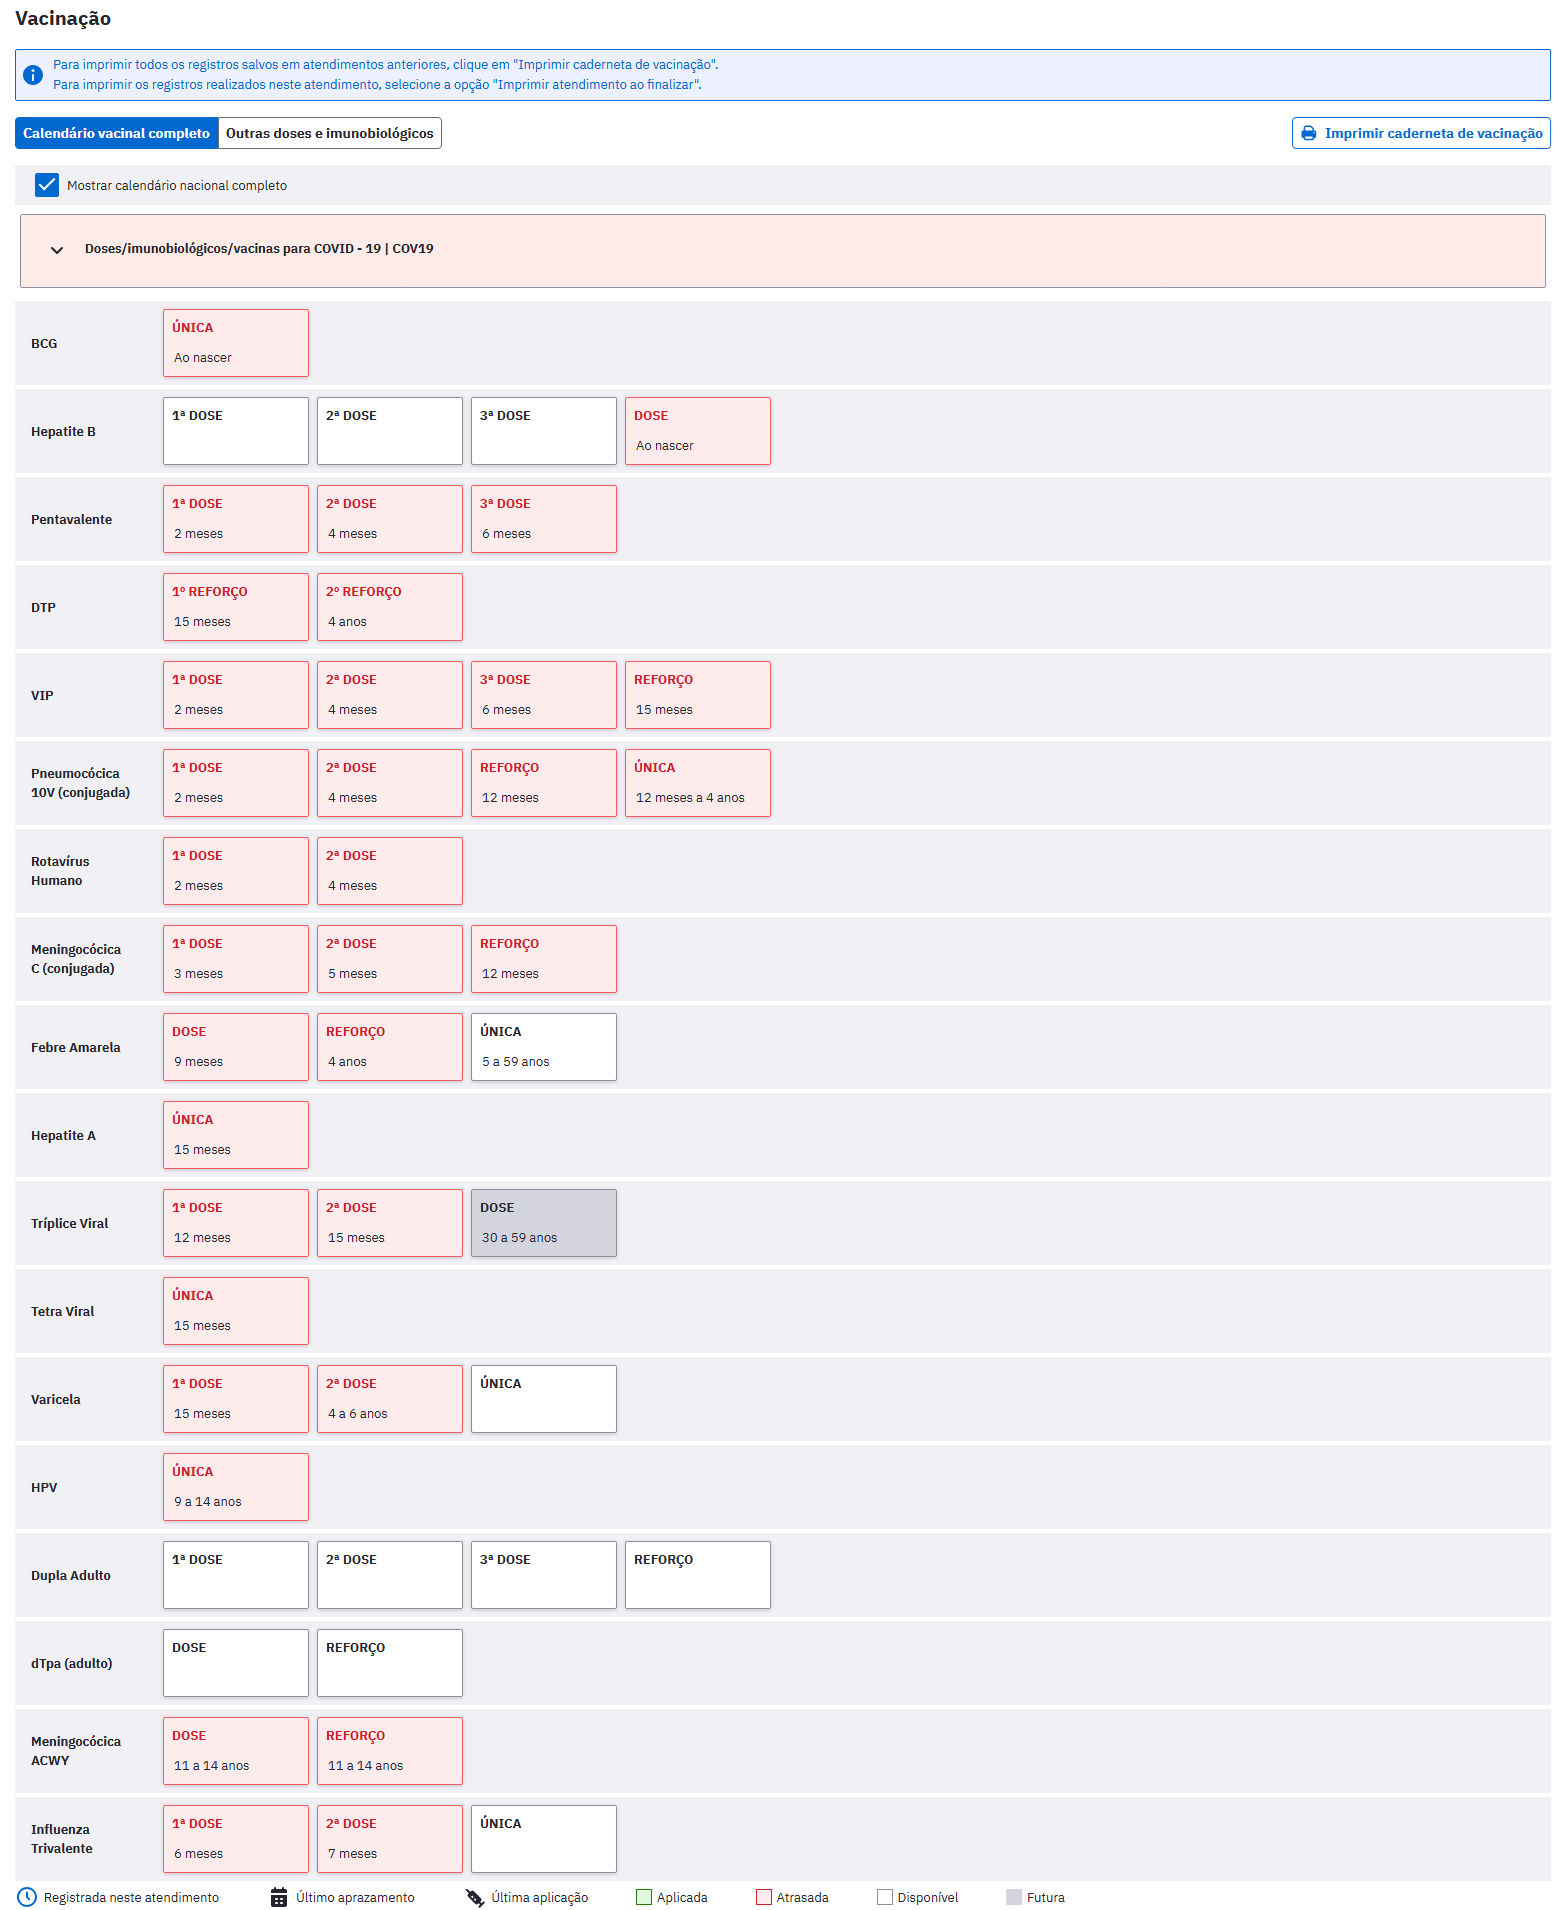 Vacinação
Para imprimir todos os registros salvos em atendimentos anteriores, clique em "Imprimir caderneta de vacinação".
Para imprimir os registros realizados neste atendimento, selecione a opção "Imprimir atendimento ao finalizar".
Calendário vacinal completo Outras doses e imunobiológicos Imprimir caderneta de vacinação
Mostrar calendário nacional completo
Doses/imunobiológicos/vacinas para COVID - 19 | COV19
BCG
ÚNICA
Ao nascer
Hepatite B
1ª DOSE 2ª DOSE 3ª DOSE DOSE
Ao nascer
Pentavalente
1ª DOSE 2ª DOSE 3ª DOSE
2 meses 4 meses 6 meses
DTP
1º REFORÇO 2º REFORÇO
15 meses 4 anos
VIP
1ª DOSE 2ª DOSE 3ª DOSE REFORÇO
2 meses 4 meses 6 meses 15 meses
Pneumocócica
10V (conjugada)
1ª DOSE 2ª DOSE REFORÇO ÚNICA
2 meses 4 meses 12 meses 12 meses a 4 anos
Rotavírus
Humano
1ª DOSE 2ª DOSE
2 meses 4 meses
Meningocócica
C (conjugada)
1ª DOSE 2ª DOSE REFORÇO
3 meses 5 meses 12 meses
Febre Amarela
DOSE REFORÇO ÚNICA
9 meses 4 anos 5 a 59 anos
Hepatite A
ÚNICA
15 meses
Tríplice Viral
1ª DOSE 2ª DOSE DOSE
12 meses 15 meses 30 a 59 anos
Tetra Viral
ÚNICA
15 meses
Varicela
1ª DOSE 2ª DOSE ÚNICA
15 meses 4 a 6 anos
HPV
ÚNICA
9 a 14 anos
Dupla Adulto
1ª DOSE 2ª DOSE 3ª DOSE REFORÇO
dTpa (adulto)
DOSE REFORÇO
Meningocócica
ACWY
DOSE REFORÇO
11 a 14 anos 11 a 14 anos
Influenza
Trivalente
1ª DOSE 2ª DOSE ÚNICA
6 meses 7 meses
Registrada neste atendimento Último aprazamento Última aplicação Aplicada Atrasada Disponível Futura